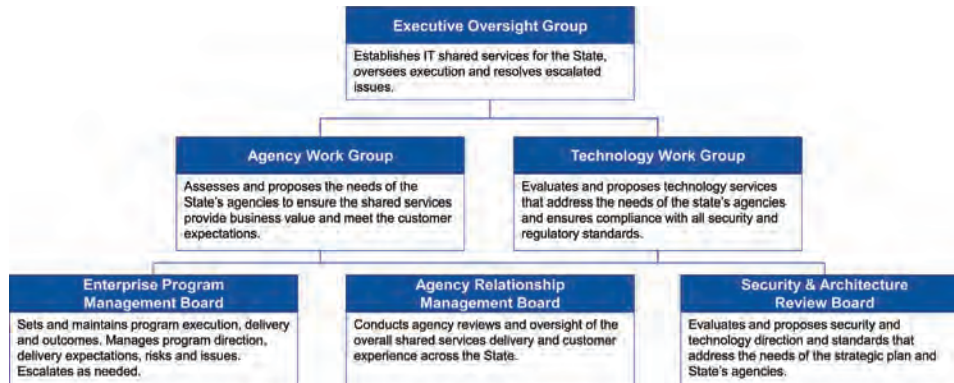 Executive Oversight Group
Establishes IT shared services for the State,
oversees execution and resolves escalated
issues.
Agency Work Group
Assesses and proposes the needs of the
State's agencies to ensure the shared services
provide business value and meet the customer
expectations.
Technology Work Group
Evaluates and proposes technology services
that address the needs of the state's agencies
and ensures compliance with all security and
regulatory standards.
Enterprise Program
Management Board
Sets and maintains program execution, delivery
and outcomes. Manages program direction,
delivery expectations, risks and issues.
Escalates as needed.
Agency Relationship
Management Board
Conducts agency reviews and oversight of the
overall shared services delivery and customer
experience across the State.
Security & Architecture
Review Board
Evaluates and proposes security and
technology direction and standards that
address the needs of the strategic plan and
State's agencies.